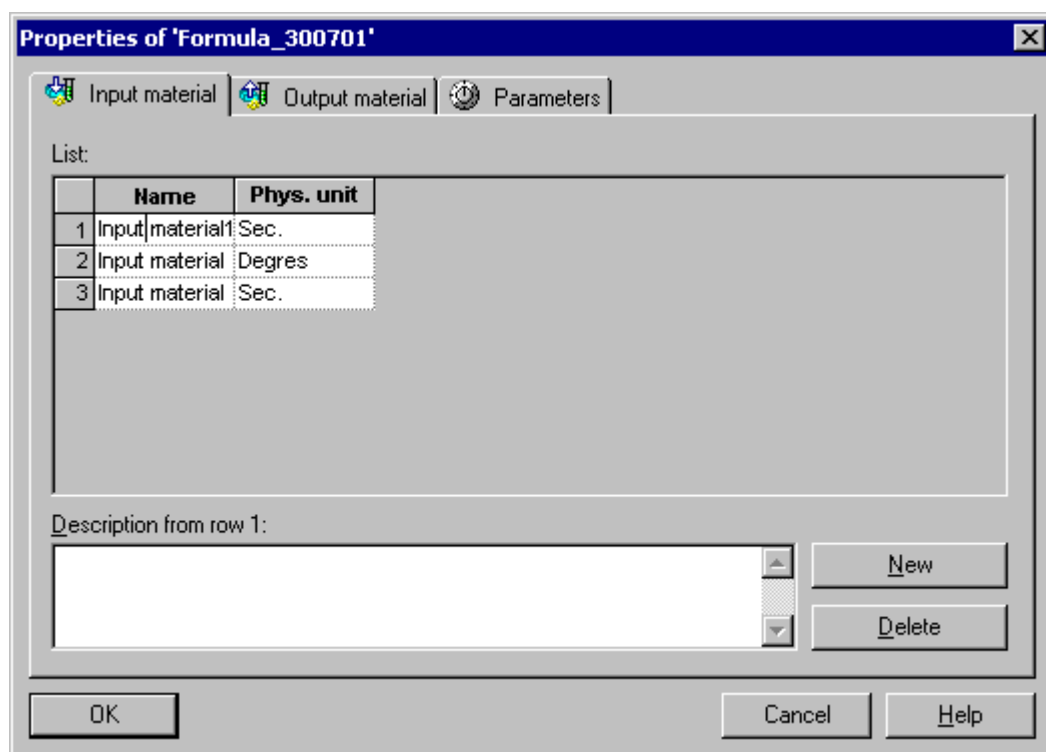 Properties of 'Formula_300701'
Input material Output material Parameters
List:
Name Phys. unit
1 Input material1 Sec.
2 Input material Degres
3 Input material Sec.
Description from row 1:
New
Delete
OK Cancel Help